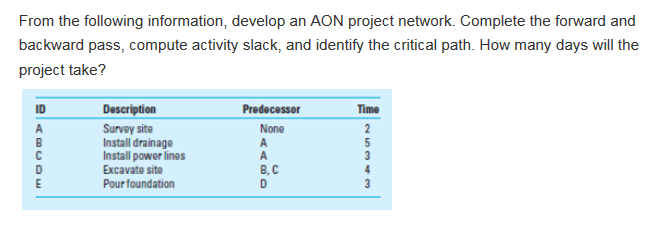 From the following information, develop an AON project network. Complete the forward and
backward pass, compute activity slack, and identify the critical path. How many days will the
project take?
ID Description Predecessor Time
A Survey site None 2
B Install drainage A 5
C Install power lines A 3
D Excavate site B, C 4
E Pour foundation D 3